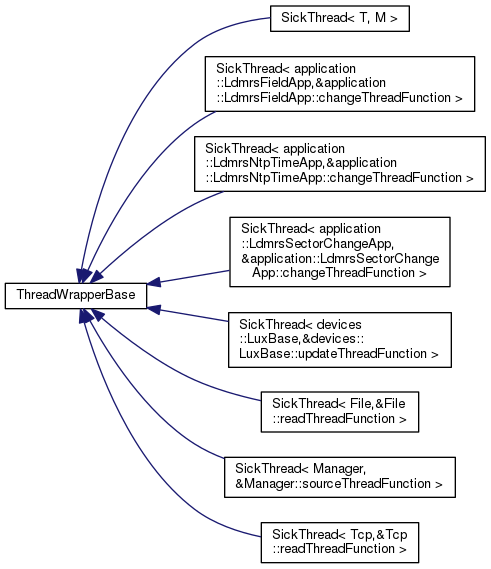 SickThread< T, M >
SickThread< application
::LdmrsFieldApp,&application
::LdmrsFieldApp::changeThreadFunction >
SickThread< application
::LdmrsNtpTimeApp,&application
::LdmrsNtpTimeApp::changeThreadFunction >
SickThread< application
::LdmrsSectorChangeApp,
&application::LdmrsSectorChange
App::changeThreadFunction >
ThreadWrapperBase
SickThread< devices
::LuxBase,&devices::
LuxBase::updateThreadFunction >
SickThread< File,&File
::readThreadFunction >
SickThread< Manager,
&Manager::sourceThreadFunction >
SickThread< Tcp,&Tcp
::readThreadFunction >